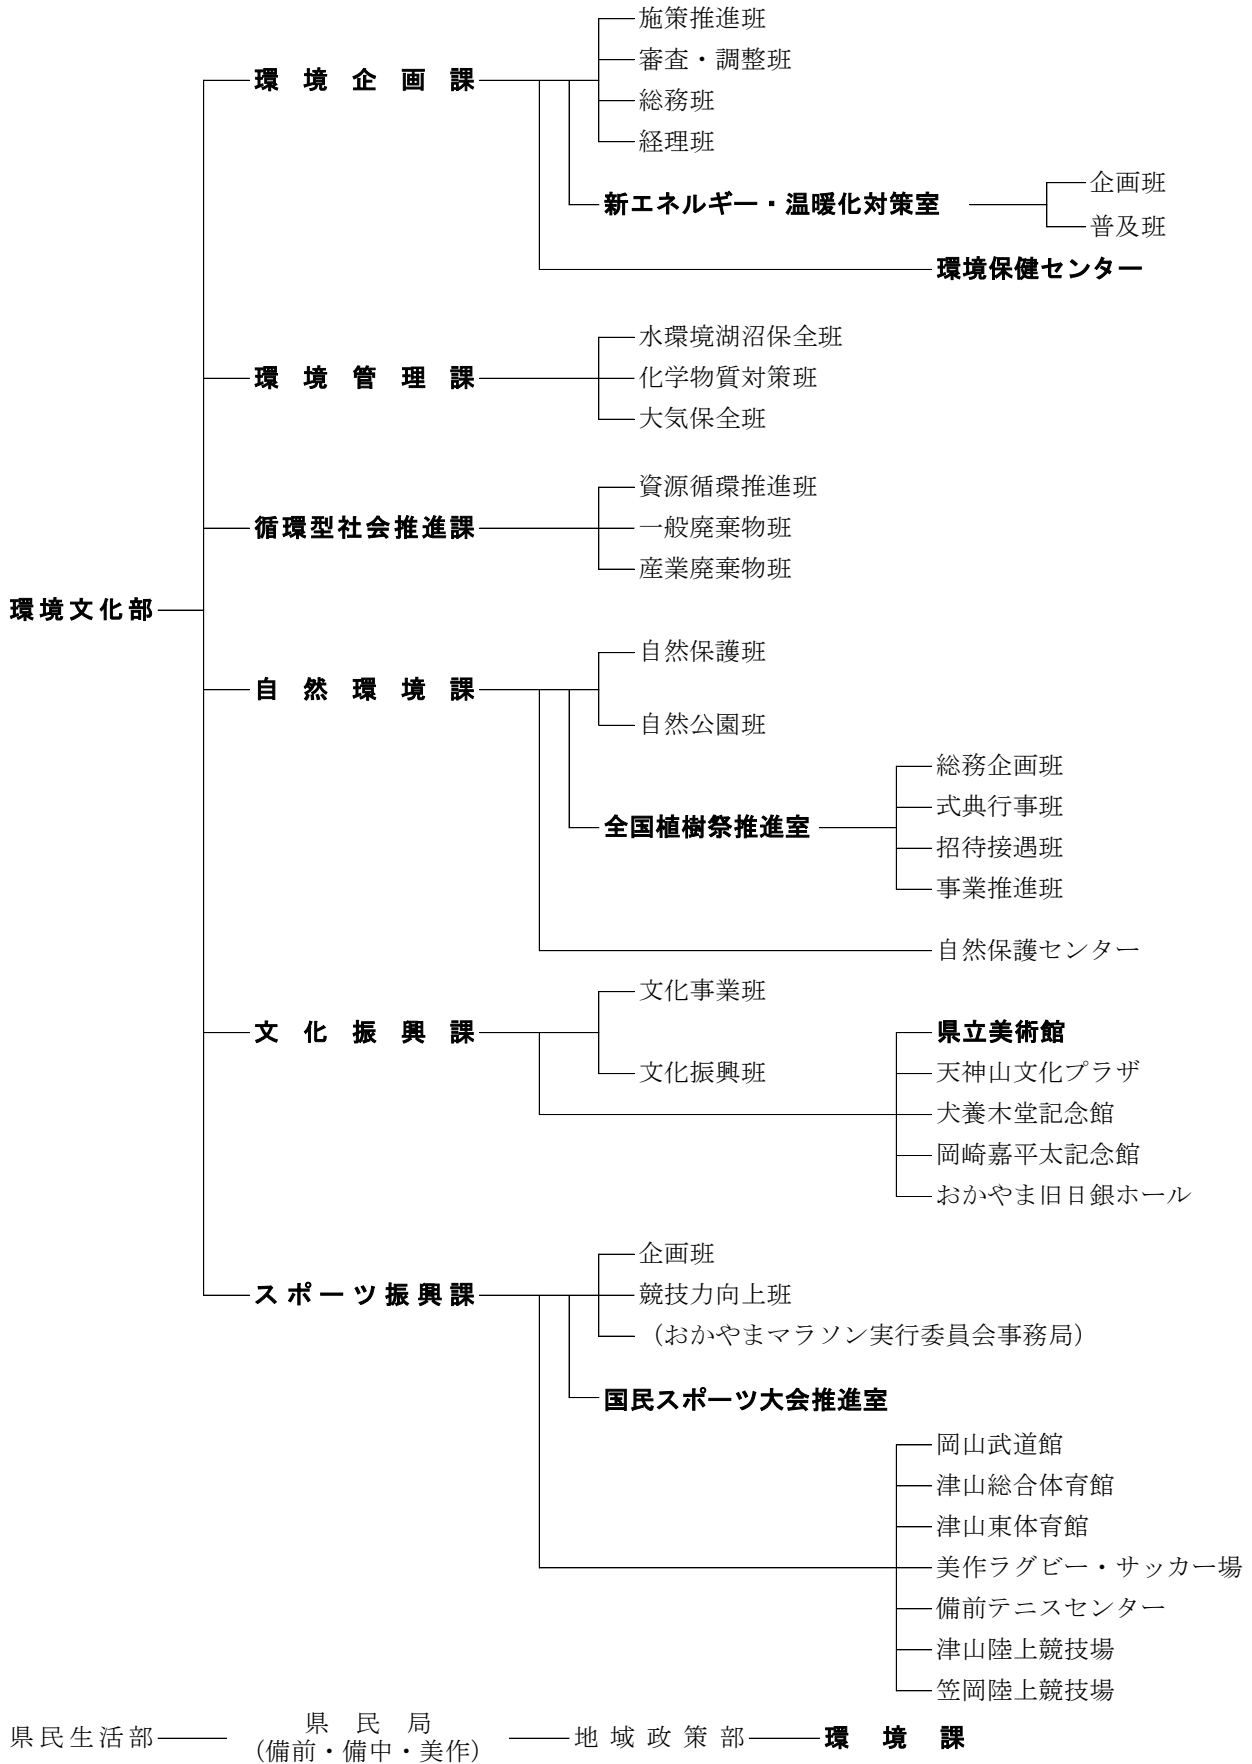 施策推進班
審査・調整班
環境企画課
総務班
経理班
新エネルギー・温暖化対策室
企画班
普及班
環境保健センター
水環境湖沼保全班
環境管理課
化学物質対策班
大気保全班
資源循環推進班
循環型社会推進課
一般廃棄物班
産業廃棄物班
環境文化部
自然保護班
自然環境課
自然公園班
総務企画班
式典行事班
全国植樹祭推進室
招待接遇班
事業推進班
自然保護センター
文化事業班
文化振興課
文化振興班
県立美術館
天神山文化プラザ
犬養木堂記念館
岡崎嘉平太記念館
おかやま旧日銀ホール
企画班
スポーツ振興課
競技力向上班
（おかやまマラソン実行委員会事務局）
国民スポーツ大会推進室
岡山武道館
津山総合体育館
津山東体育館
美作ラグビー・サッカー場
備前テニスセンター
津山陸上競技場
笠岡陸上競技場
県民生活部
県民局
（備前・備中・美作）
地域政策部
環境課